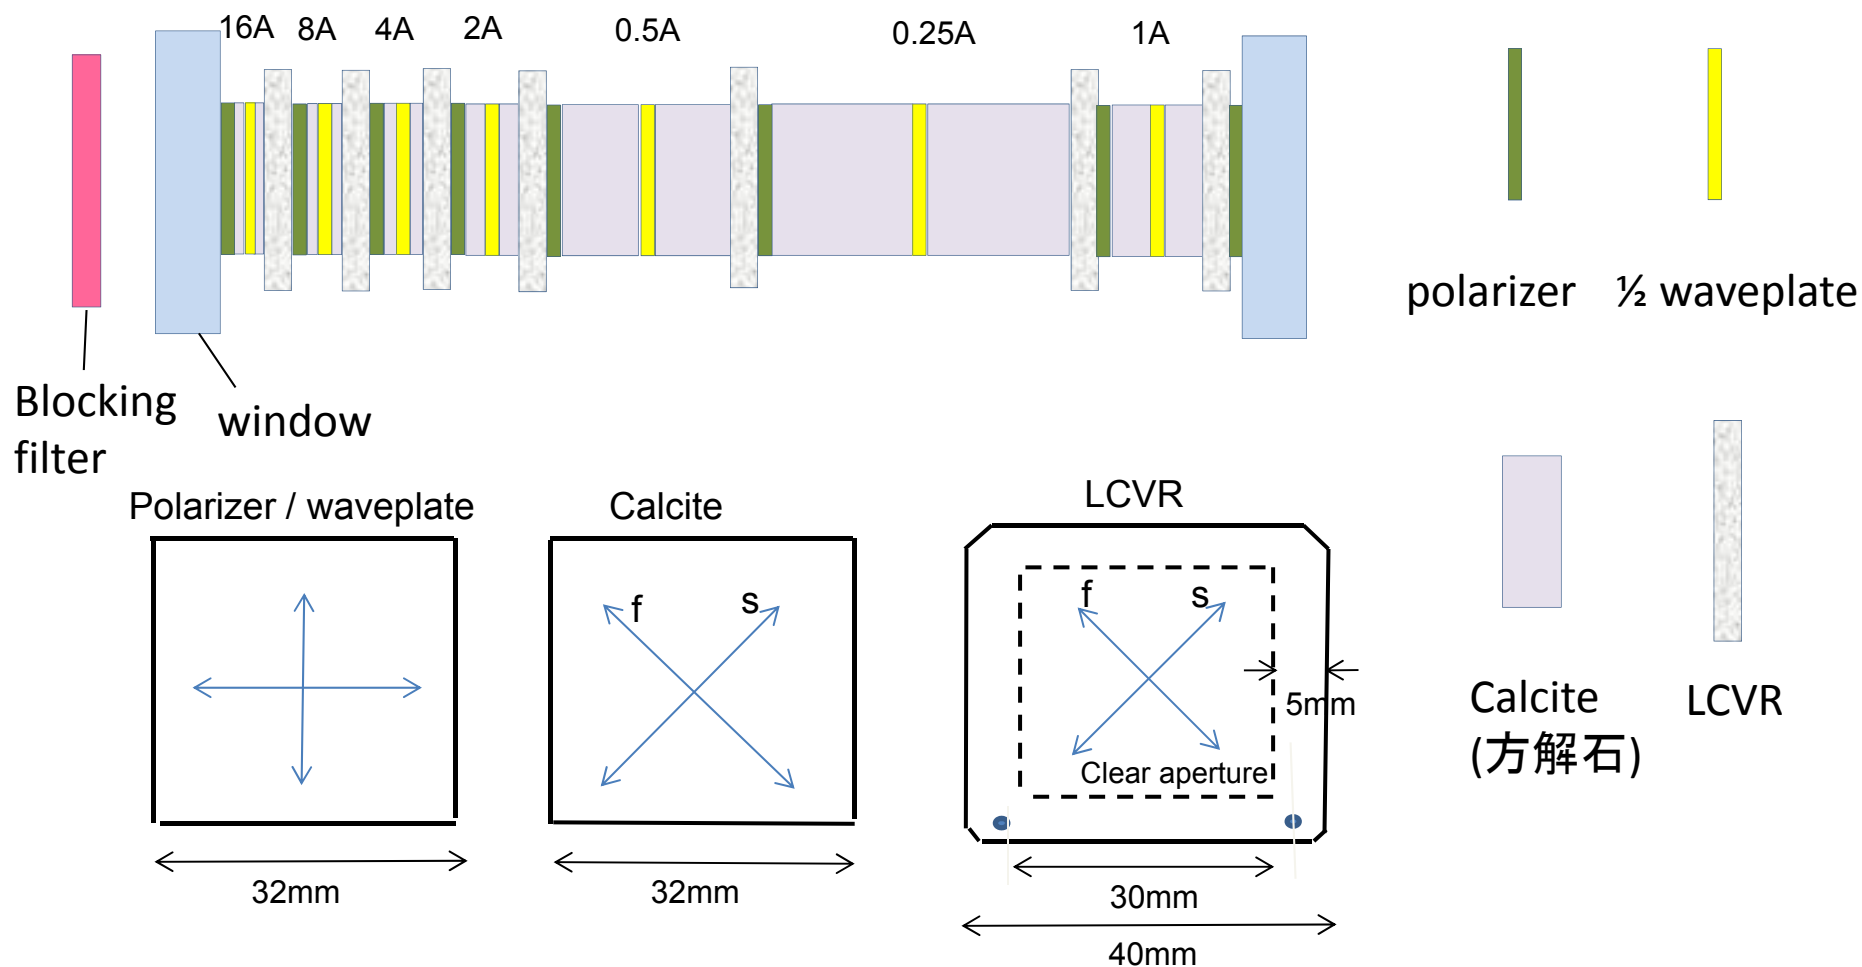 16A 8A 4A 2A 0.5A 0.25A 1A
polarizer ½ waveplate
Blocking
filter
window
Polarizer / waveplate
Calcite
LCVR
f
s
f
s
5mm
Clear aperture
Calcite
(方解石)
LCVR
32mm
32mm
30mm
40mm